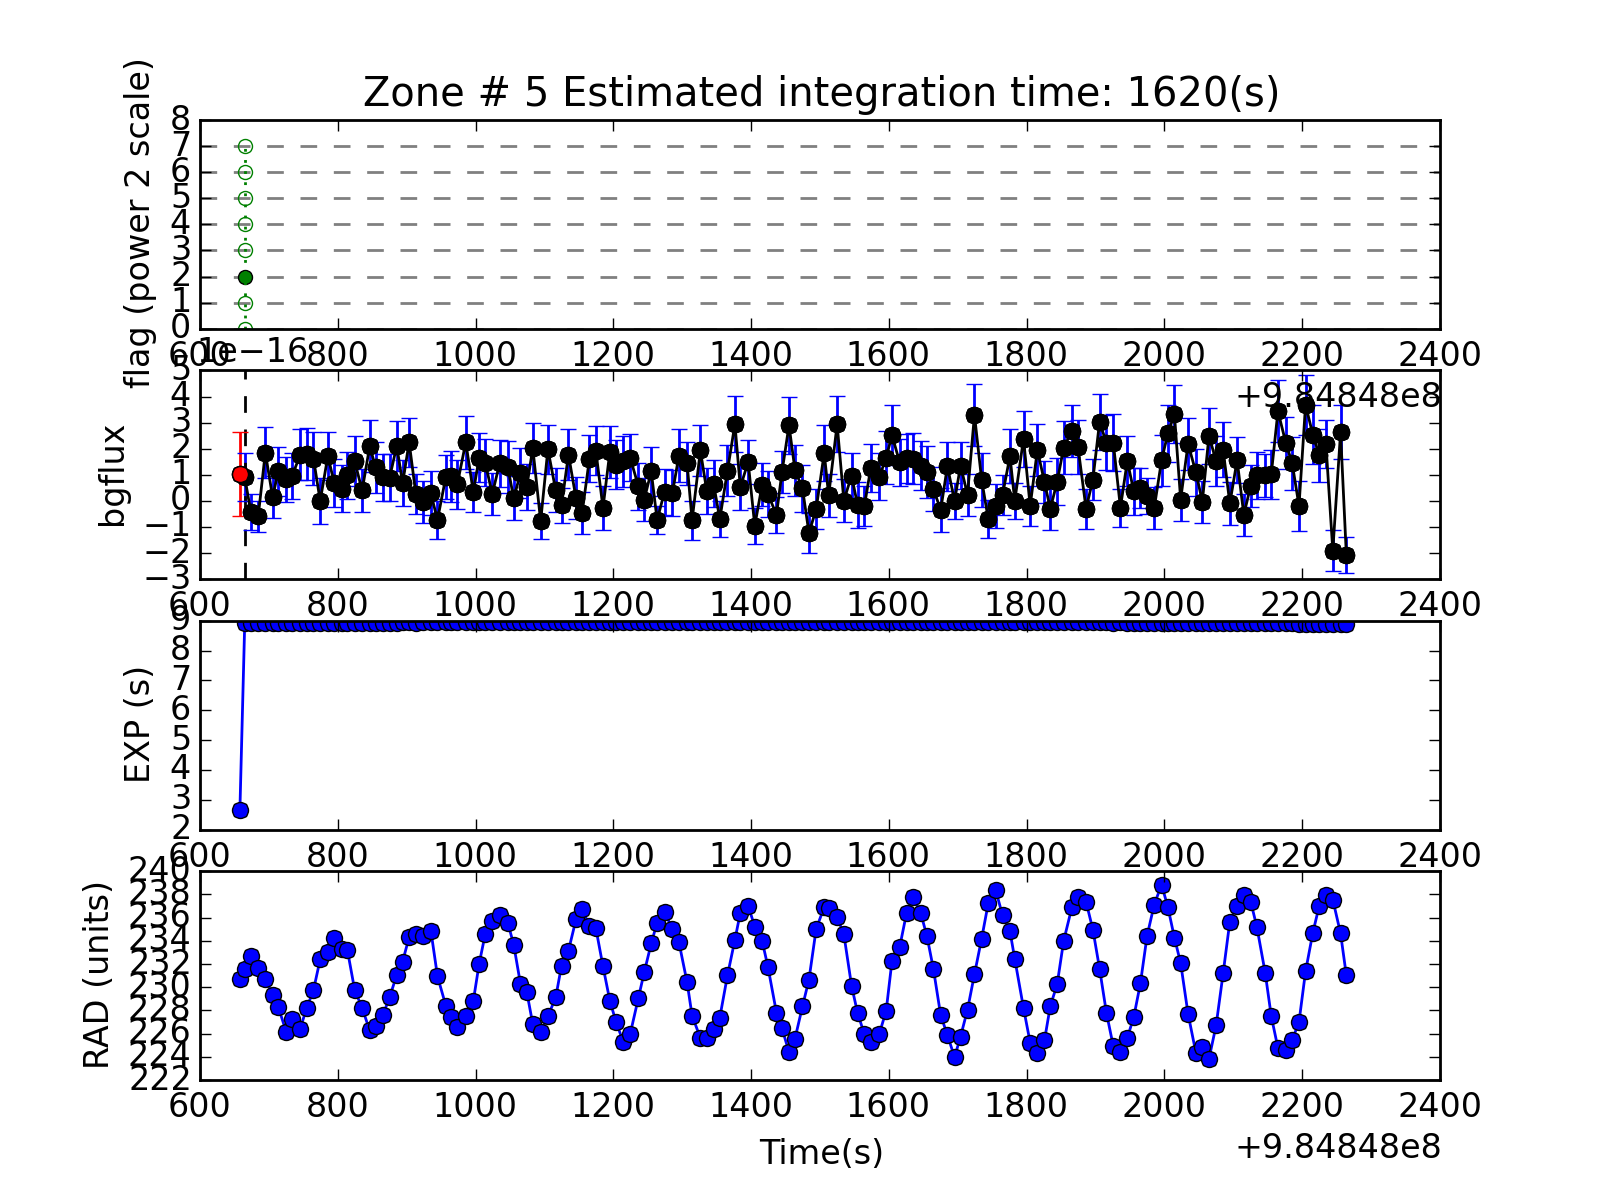 Zone # 5 Estimated integration time: 1620(s)
flag (power 2 scale)
8
7
6
5
4
3
2
1
0
600 800 1000 1200 1400 1600 1800 2000 2200 2400
1e−16
+9.84848e8
bgflux
5
4
3
2
1
0
−1
−2
−3
600 800 1000 1200 1400 1600 1800 2000 2200 2400
EXP (s)
9
8
7
6
5
4
3
2
600 800 1000 1200 1400 1600 1800 2000 2200 2400
RAD (units)
240
238
236
234
232
230
228
226
224
222
600 800 1000 1200 1400 1600 1800 2000 2200 2400
Time(s)
+9.84848e8